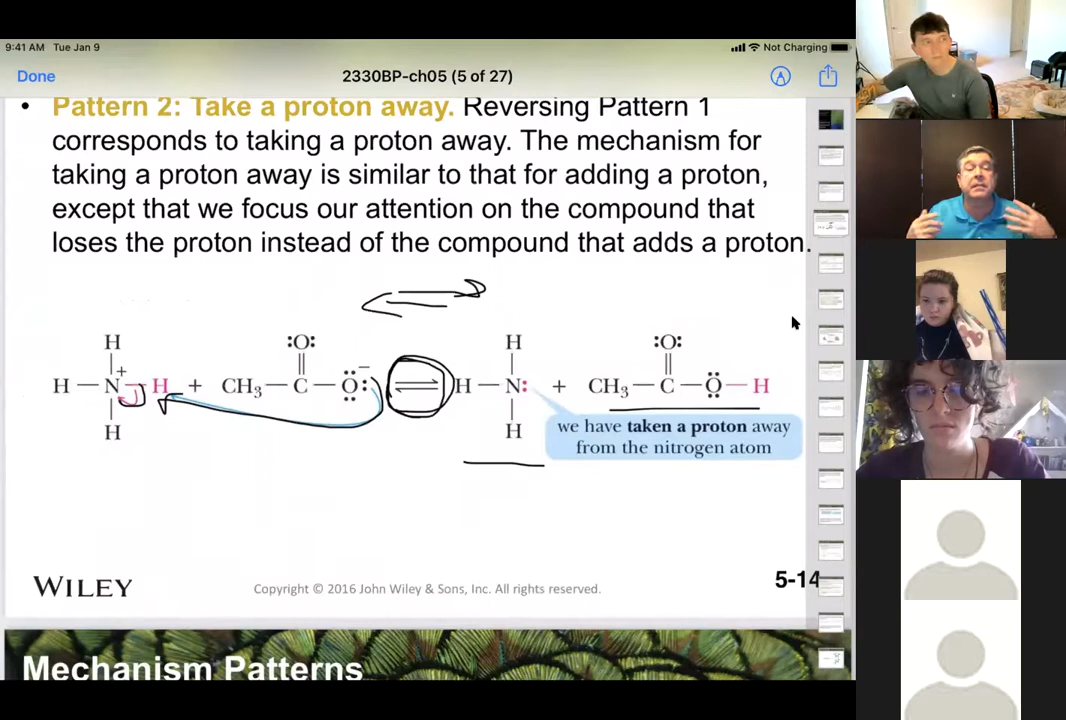 9:41 AM Tue Jan 9
Not Charging
Done
2330BP-ch05 (5 of 27)
• Pattern 2: Take a proton away. Reversing Pattern 1
corresponds to taking a proton away. The mechanism for
taking a proton away is similar to that for adding a proton,
except that we focus our attention on the compound that
loses the proton instead of the compound that adds a proton.
H :O: H :O:
H — N — H + CH₃ — C — O: ⇌ H — N: + CH₃ — C — O — H
H H
we have taken a proton away
from the nitrogen atom
WILEY
Copyright © 2016 John Wiley & Sons, Inc. All rights reserved.
5-14
Mechanism Patterns